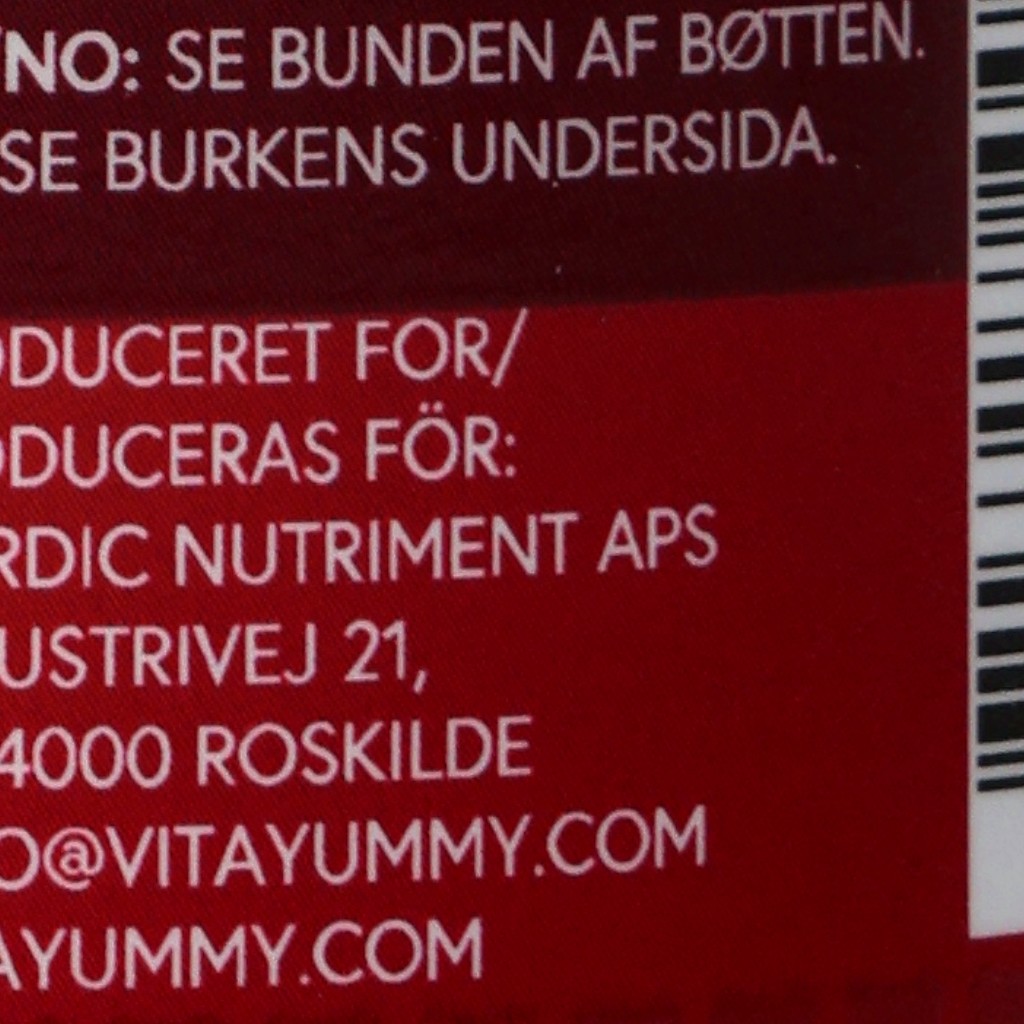 /NO: SE BUNDEN AF BØTTEN.
SE BURKENS UNDERSIDA.
ODUCERET FOR/
ODUCERAS FÖR:
RDIC NUTRIMENT APS
USTRIVEJ 21,
4000 ROSKILDE
O@VITAYUMMY.COM
AYUMMY.COM